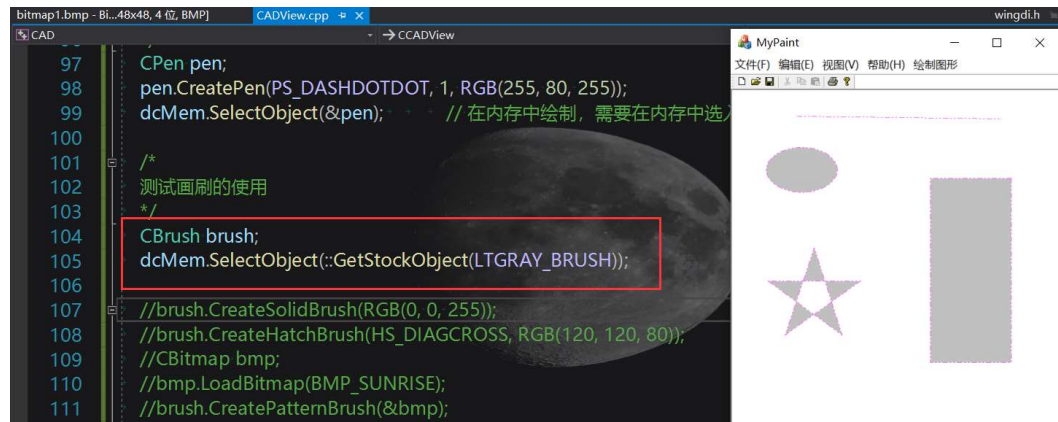 bitmap1.bmp - Bi...48x48, 4 位, BMP]
CADView.cpp
wingdi.h
CAD
CCADView
97 CPen pen;
98 pen.CreatePen(PS_DASHDOTDOT, 1, RGB(255, 80, 255));
99 dcMem.SelectObject(&pen); // 在内存中绘制，需要在内存中选
100
101 /*
102 测试画刷的使用
103 */
104 CBrush brush;
105 dcMem.SelectObject(::GetStockObject(LTGRAY_BRUSH));
106
107 //brush.CreateSolidBrush(RGB(0, 0, 255));
108 //brush.CreateHatchBrush(HS_DIAGCROSS, RGB(120, 120, 80));
109 //CBitmap bmp;
110 //bmp.LoadBitmap(BMP_SUNRISE);
111 //brush.CreatePatternBrush(&bmp);
MyPaint
文件(F) 编辑(E) 视图(V) 帮助(H) 绘制图形